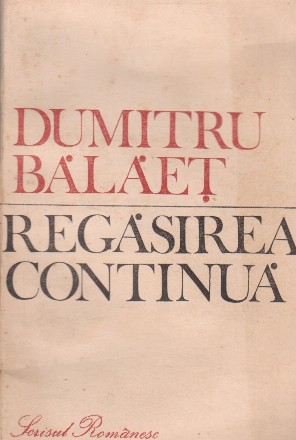 DUMITRU
BĂLĂEȚ
REGĂSIREA
CONTINUĂ
Scrisul Românesc